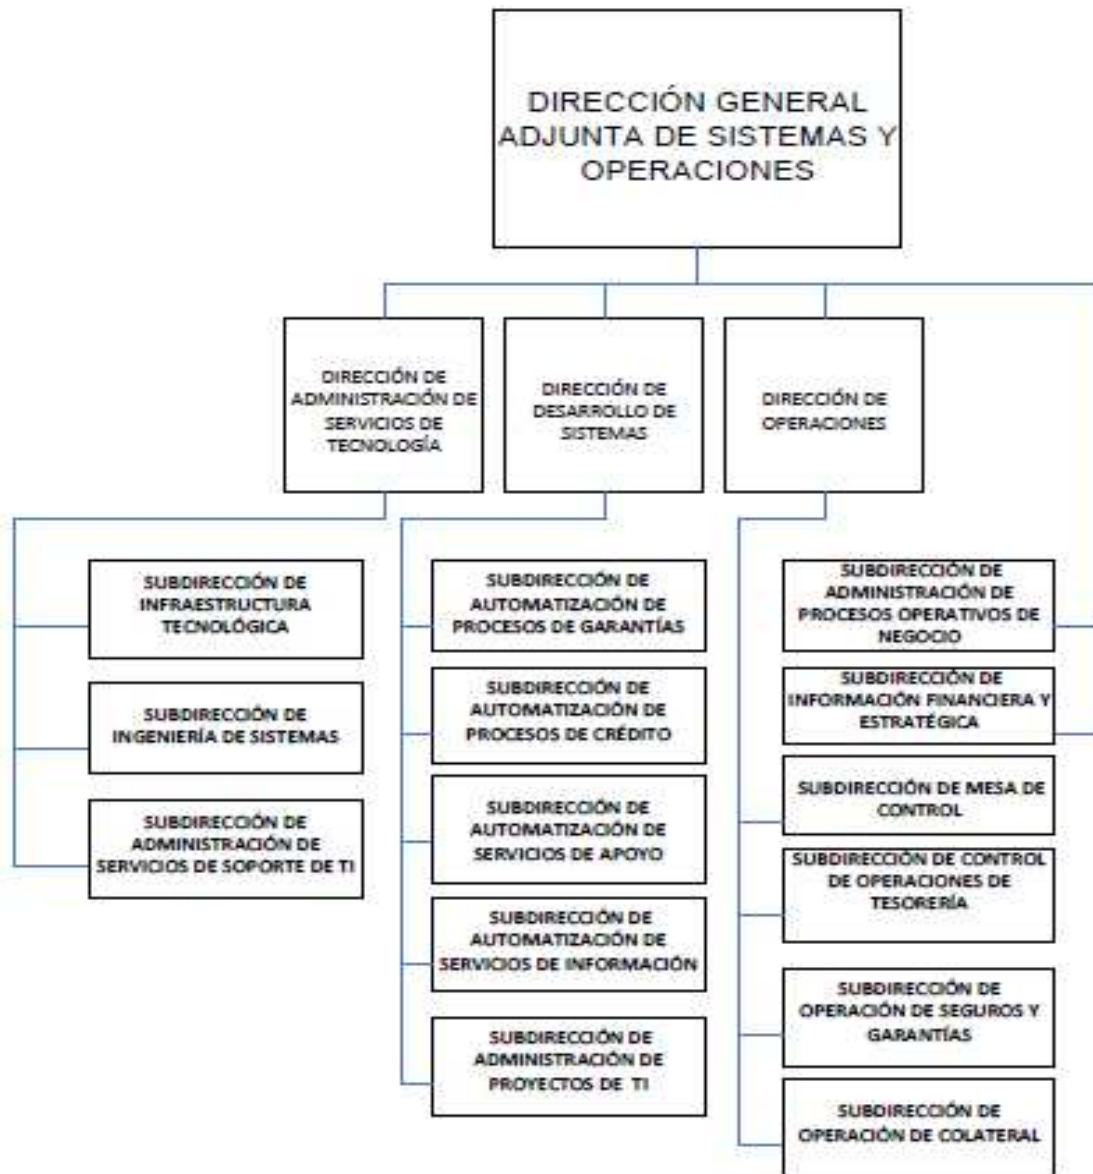 DIRECCIÓN GENERAL
ADJUNTA DE SISTEMAS Y
OPERACIONES
DIRECCIÓN DE
ADMINISTRACIÓN DE
SERVICIOS DE
TECNOLOGÍA
DIRECCIÓN DE
DESARROLLO DE
SISTEMAS
DIRECCIÓN DE
OPERACIONES
SUBDIRECCIÓN DE
INFRAESTRUCTURA
TECNOLÓGICA
SUBDIRECCIÓN DE
INGENIERÍA DE SISTEMAS
SUBDIRECCIÓN DE
ADMINISTRACIÓN DE
SERVICIOS DE SOPORTE DE TI
SUBDIRECCIÓN DE
AUTOMATIZACIÓN DE
PROCESOS DE GARANTÍAS
SUBDIRECCIÓN DE
AUTOMATIZACIÓN DE
PROCESOS DE CRÉDITO
SUBDIRECCIÓN DE
AUTOMATIZACIÓN DE
SERVICIOS DE APOYO
SUBDIRECCIÓN DE
AUTOMATIZACIÓN DE
SERVICIOS DE INFORMACIÓN
SUBDIRECCIÓN DE
ADMINISTRACIÓN DE
PROYECTOS DE TI
SUBDIRECCIÓN DE
ADMINISTRACIÓN DE
PROCESOS OPERATIVOS DE
NEGOCIO
SUBDIRECCIÓN DE
INFORMACIÓN FINANCIERA Y
ESTRATÉGICA
SUBDIRECCIÓN DE MESA DE
CONTROL
SUBDIRECCIÓN DE CONTROL
DE OPERACIONES DE
TESORERÍA
SUBDIRECCIÓN DE
OPERACIÓN DE SEGUROS Y
GARANTÍAS
SUBDIRECCIÓN DE
OPERACIÓN DE COLATERAL